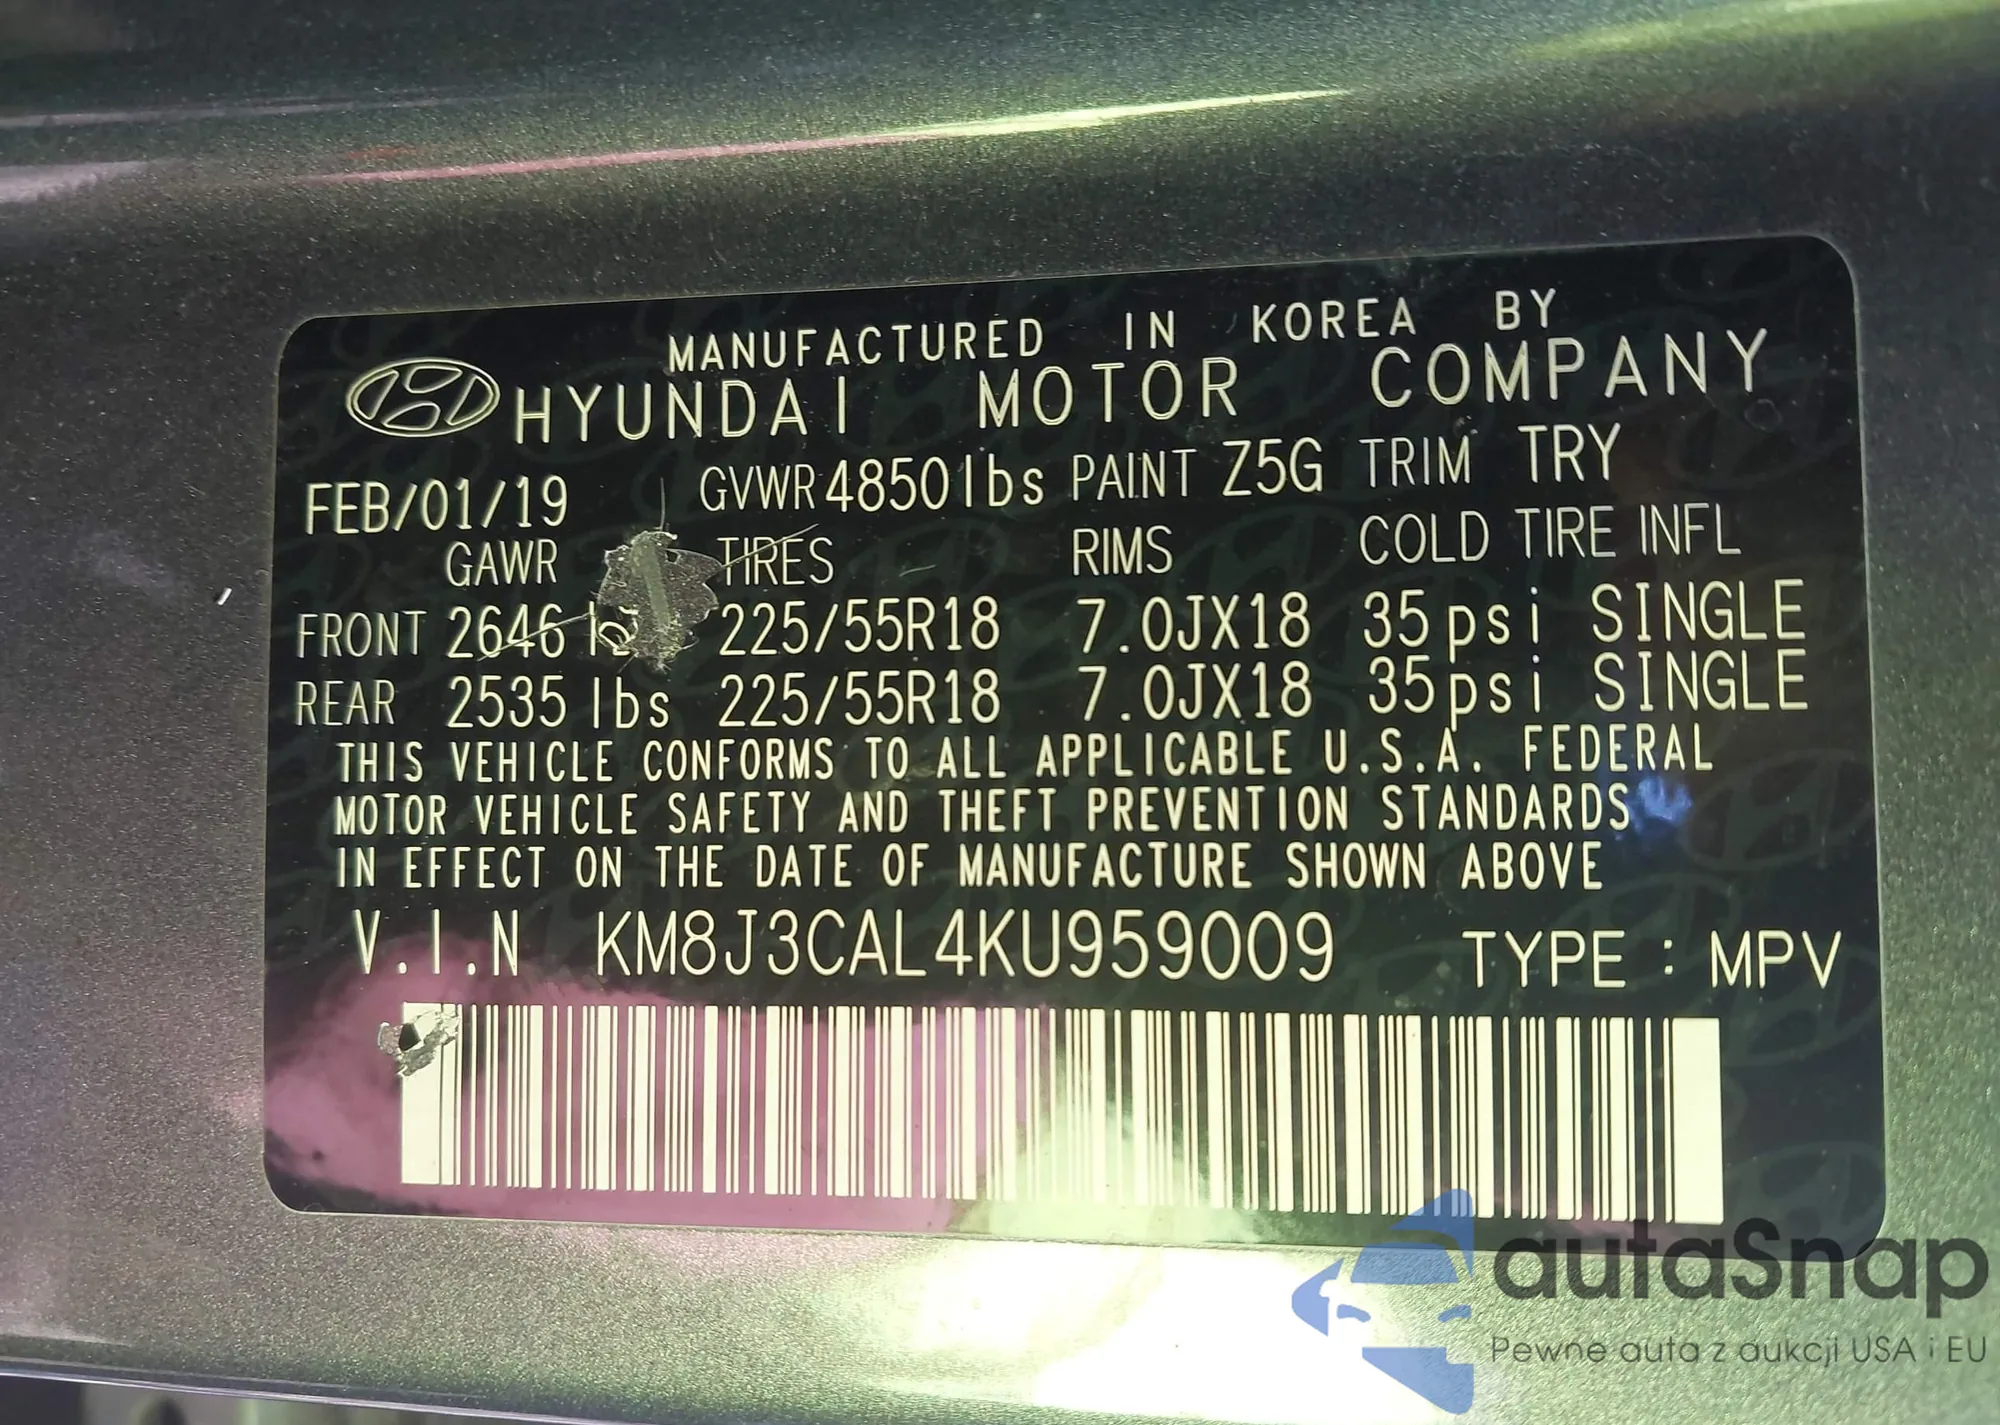 MANUFACTURED IN KOREA BY
HYUNDAI MOTOR COMPANY
FEB/01/19 GVWR 4850lbs PAINT Z5G TRIM TRY
GAWR TIRES RIMS COLD TIRE INFL
FRONT 2646 225/55R18 7.0JX18 35psi SINGLE
REAR 2535 lbs 225/55R18 7.0JX18 35psi SINGLE
THIS VEHICLE CONFORMS TO ALL APPLICABLE U.S.A. FEDERAL
MOTOR VEHICLE SAFETY AND THEFT PREVENTION STANDARDS
IN EFFECT ON THE DATE OF MANUFACTURE SHOWN ABOVE
V.I.N KM8J3CAL4KU959009 TYPE : MPV
autaSnap
Pewne auta z aukcji USA i EU